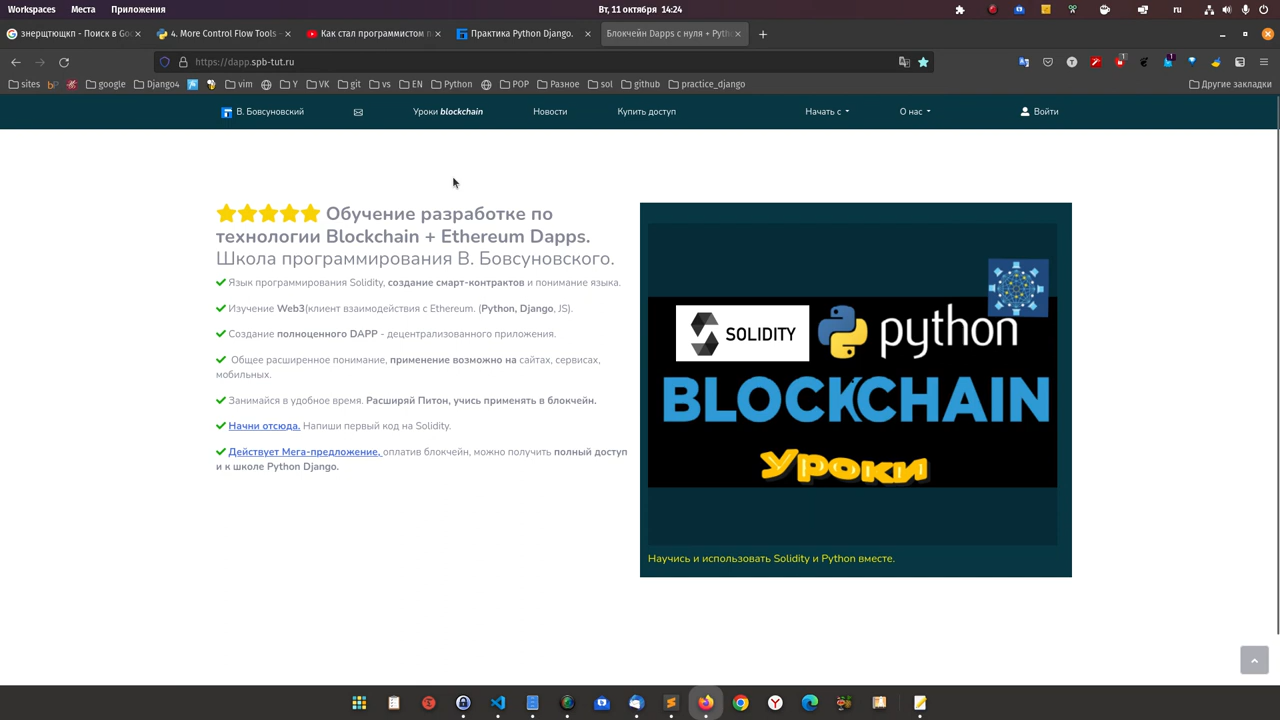 Workspaces Места Приложения Вт, 11 октября 14:24 ru
знерщтющкп - Поиск в Goo 4. More Control Flow Tools — Как стал программистом п Практика Python Django. Блокчейн Dapps с нуля + Pytho
https://dapp.spb-tut.ru
sites google Django4 vim Y VK git vs EN Python POP Разное sol github practice_django Другие закладки
В. Бовсуновский Уроки blockchain Новости Купить доступ Начать с О нас Войти
Обучение разработке по
технологии Blockchain + Ethereum Dapps.
Школа программирования В. Бовсуновского.
Язык программирования Solidity, создание смарт-контрактов и понимание языка.
Изучение Web3(клиент взаимодействия с Ethereum. (Python, Django, JS).
Создание полноценного DAPP - децентрализованного приложения.
Общее расширенное понимание, применение возможно на сайтах, сервисах,
мобильных.
Занимайся в удобное время. Расширяй Питон, учись применять в блокчейн.
Начни отсюда. Напиши первый код на Solidity.
Действует Мега-предложение, оплатив блокчейн, можно получить полный доступ
и к школе Python Django.
SOLIDITY python
BLOCKCHAIN
Уроки
Научись и использовать Solidity и Python вместе.